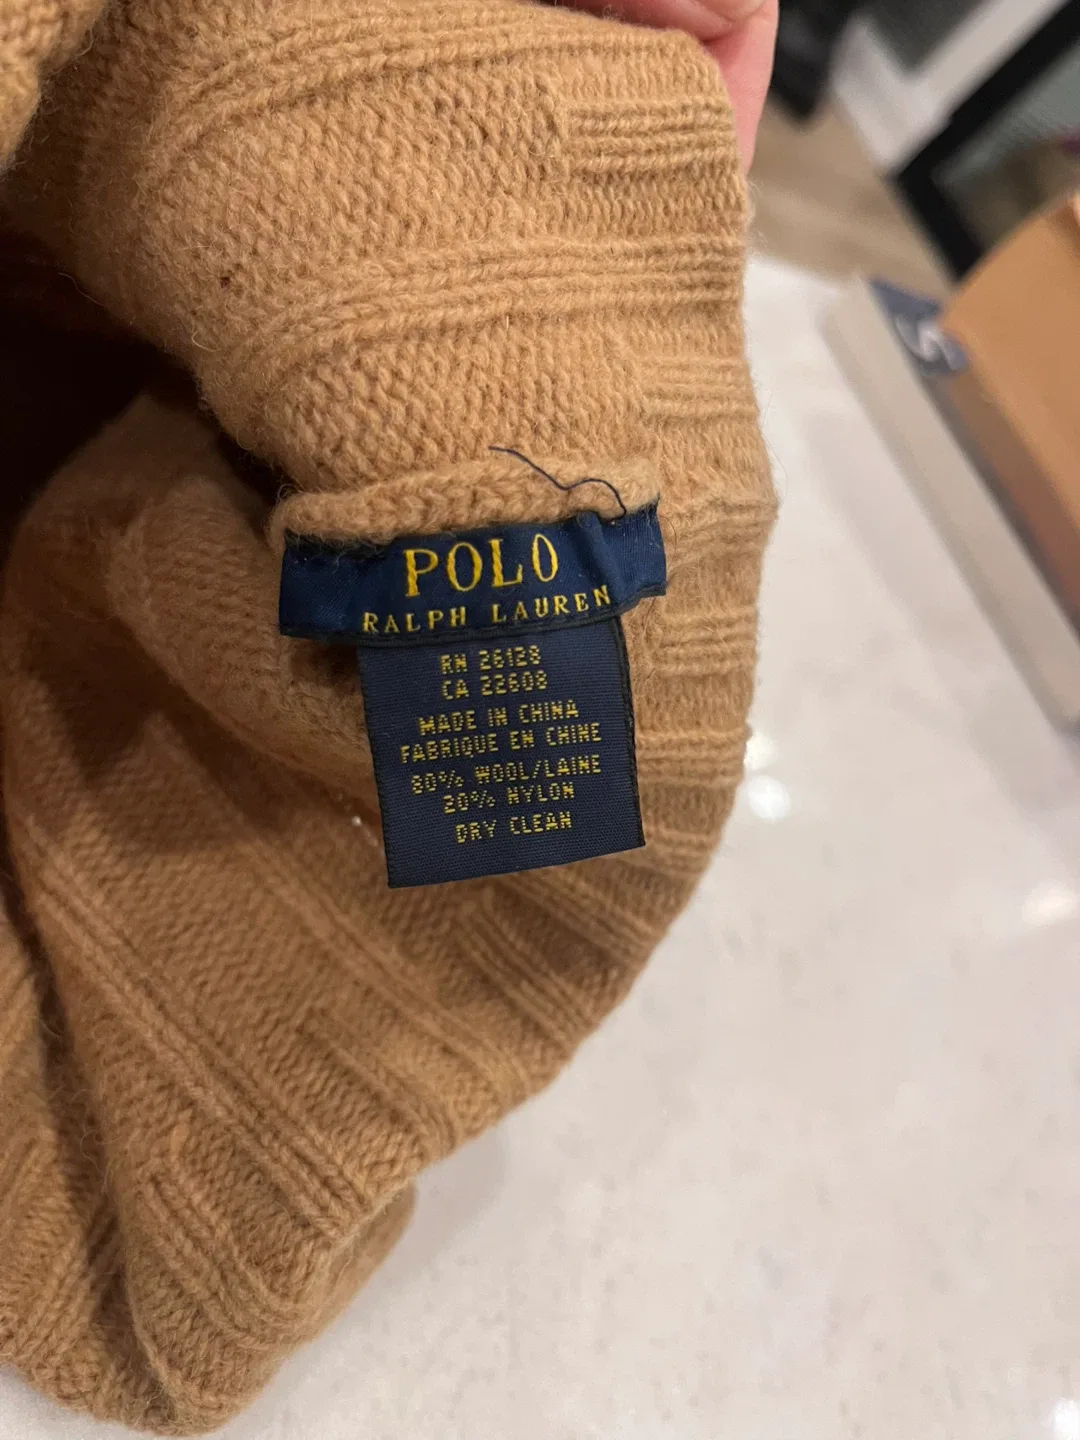 POLO
RALPH LAUREN
RN 26128
CA 22608
MADE IN CHINA
FABRIQUE EN CHINE
80% WOOL/LAINE
20% NYLON
DRY CLEAN